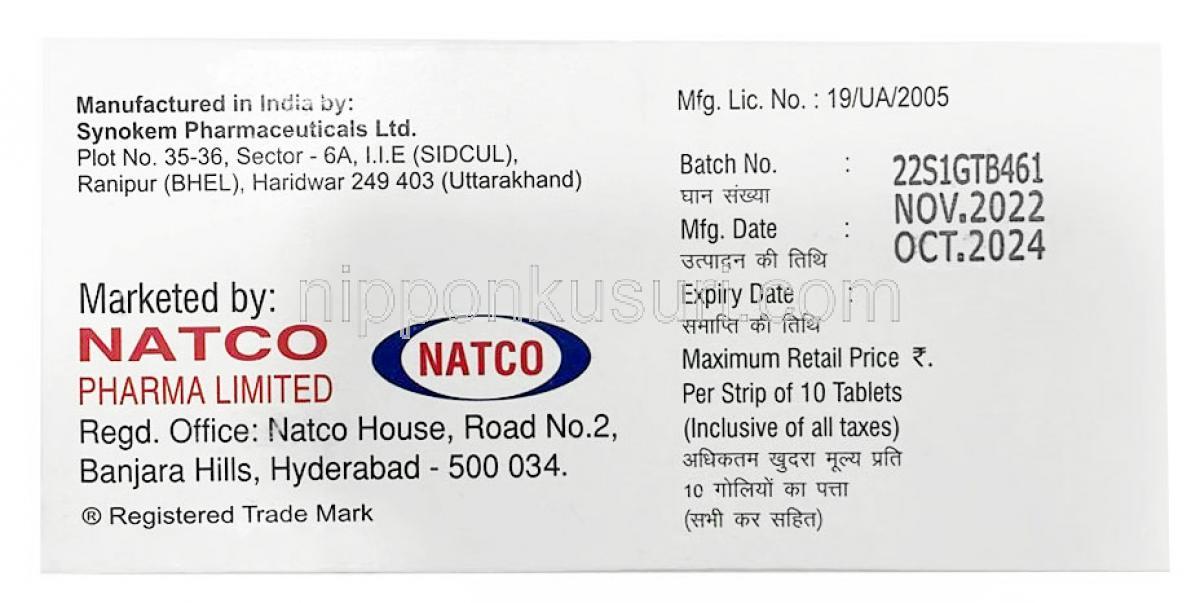 Manufactured in India by:
Synokem Pharmaceuticals Ltd.
Plot No. 35-36, Sector - 6A, I.I.E (SIDCUL),
Ranipur (BHEL), Haridwar 249 403 (Uttarakhand)
Marketed by:
NATCO
PHARMA LIMITED
NATCO
Regd. Office: Natco House, Road No.2,
Banjara Hills, Hyderabad - 500 034.
® Registered Trade Mark
Mfg. Lic. No. : 19/UA/2005
Batch No. : 22S1GTB461
घान संख्या
NOV.2022
Mfg. Date :
OCT.2024
उत्पादन की तिथि
Expiry Date :
समाप्ति की तिथि
Maximum Retail Price ₹.
Per Strip of 10 Tablets
(Inclusive of all taxes)
अधिकतम खुदरा मूल्य प्रति
10 गोलियों का पत्ता
(सभी कर सहित)
nipponkusuri.com